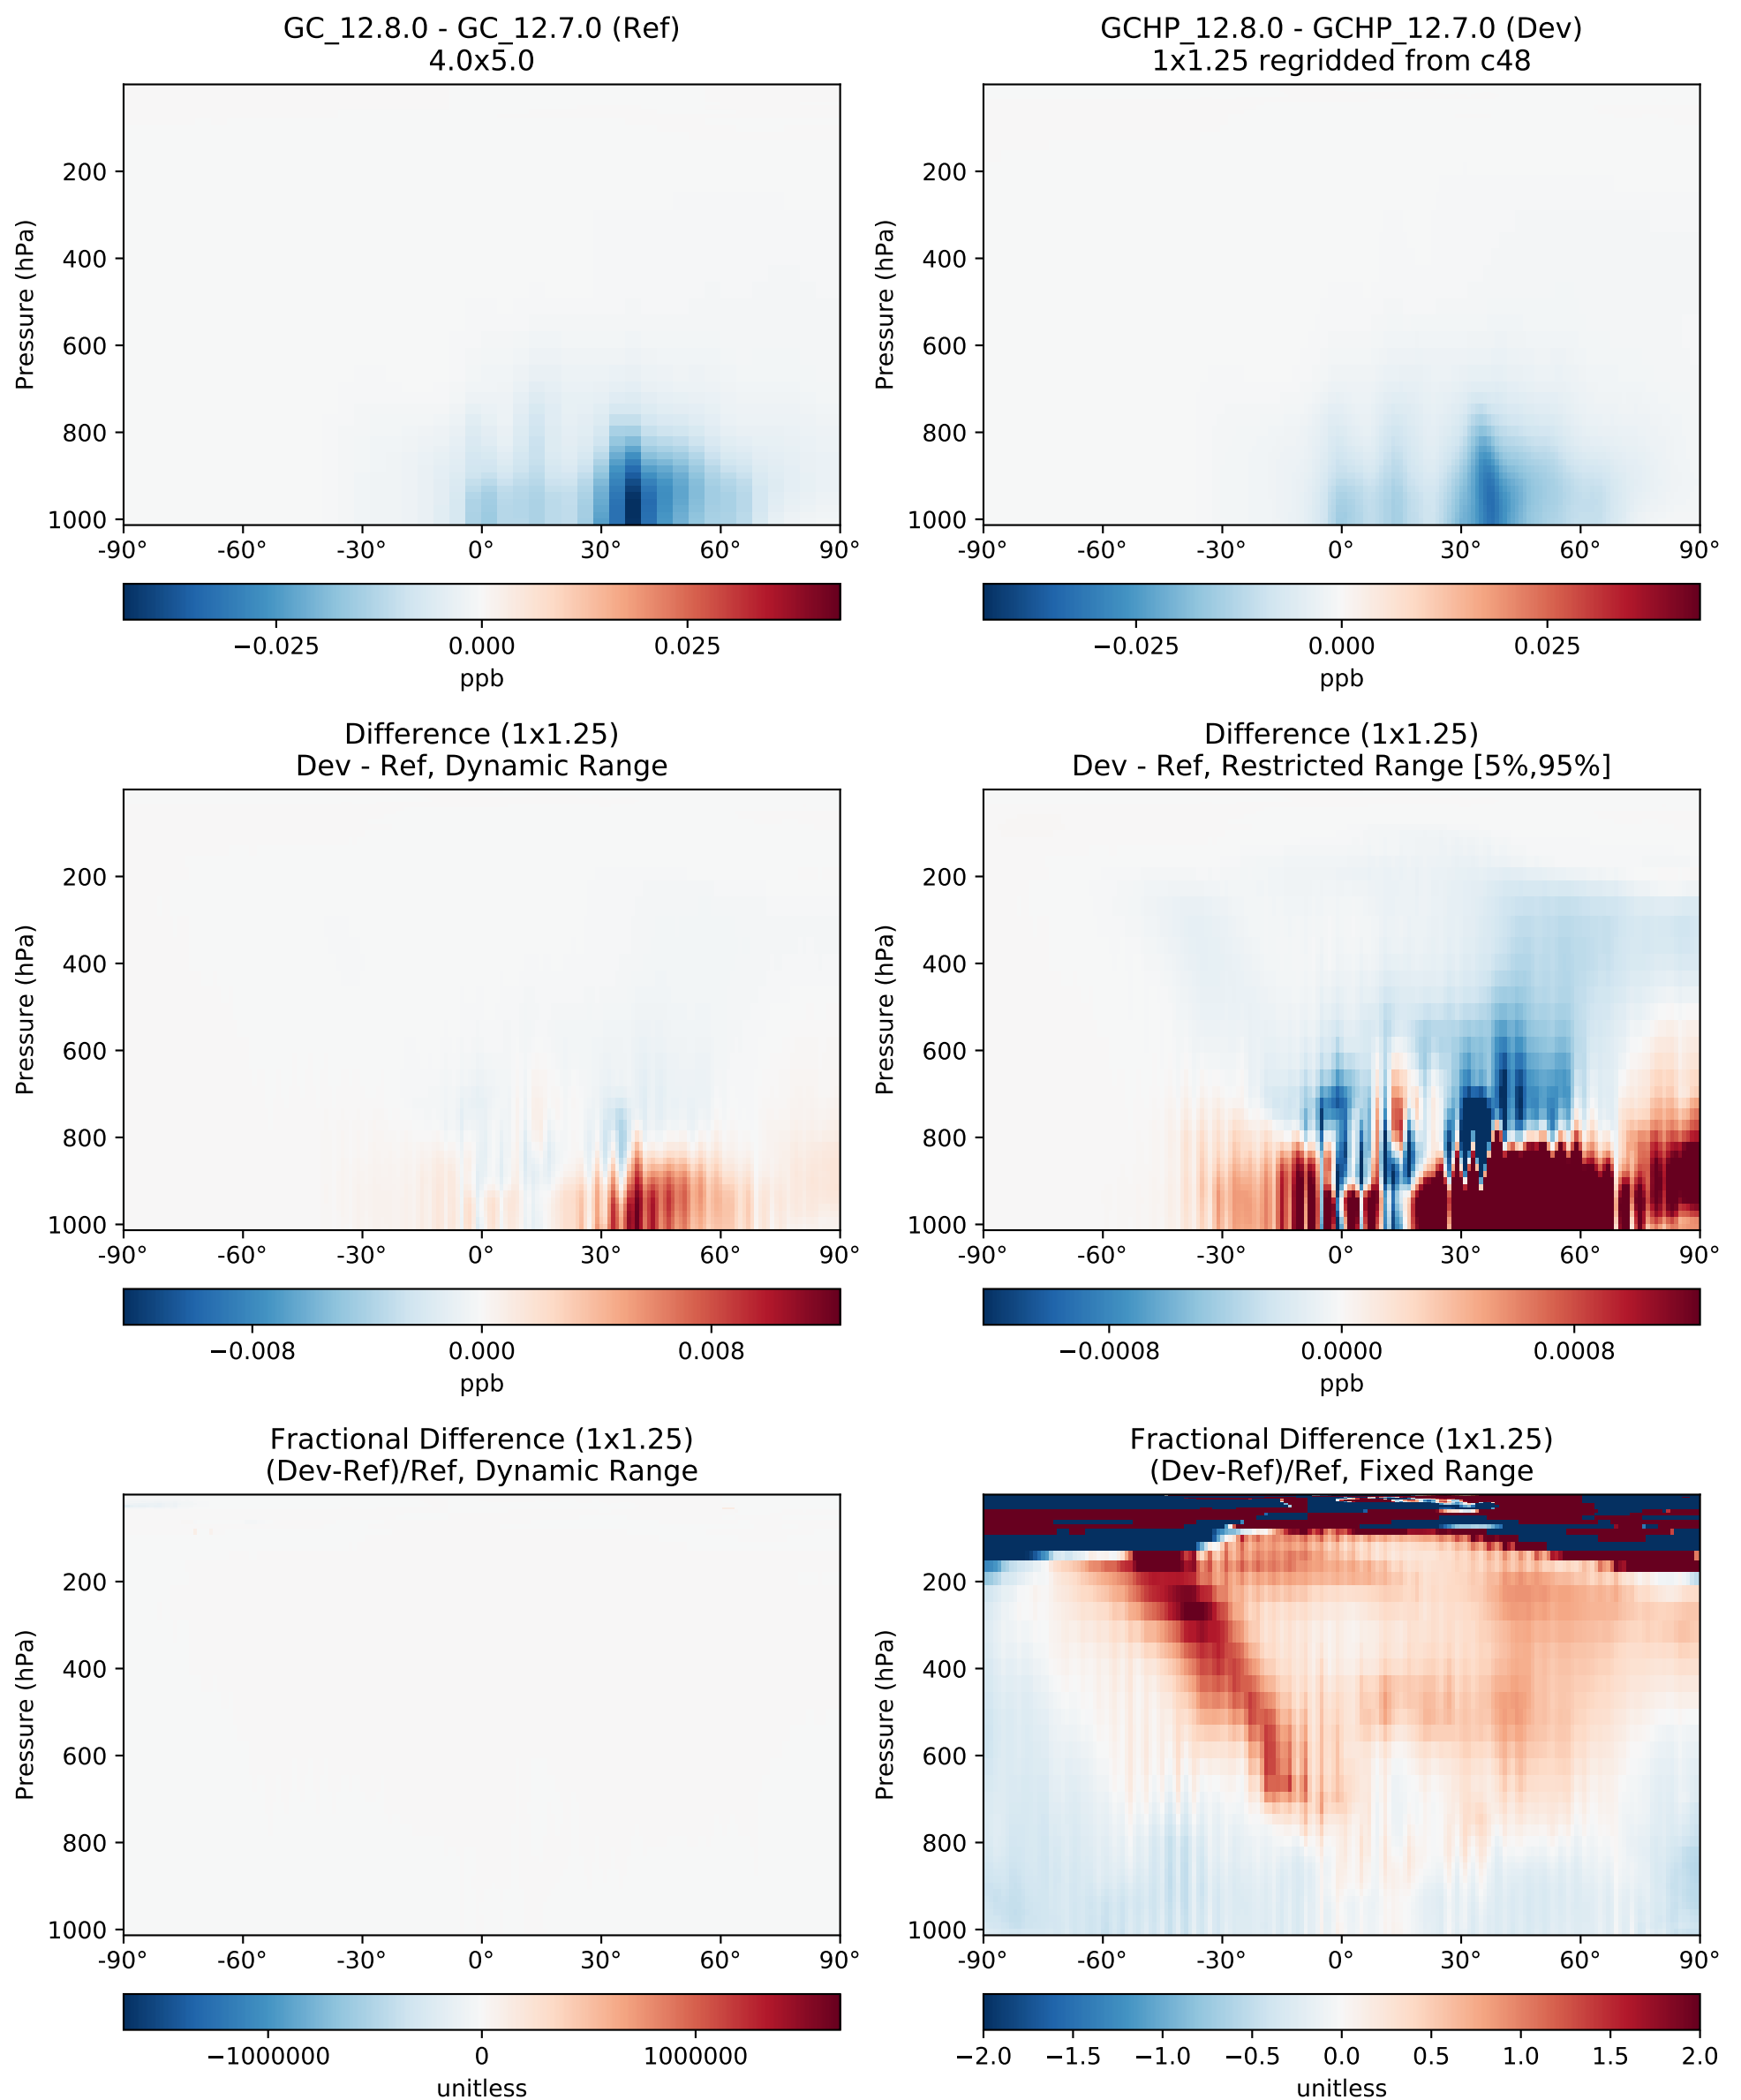 GC_12.8.0 - GC_12.7.0 (Ref)
4.0x5.0
Pressure (hPa)
200
400
600
800
1000
-90° -60° -30° 0° 30° 60° 90°
−0.025 0.000 0.025
ppb
GCHP_12.8.0 - GCHP_12.7.0 (Dev)
1x1.25 regridded from c48
Pressure (hPa)
200
400
600
800
1000
-90° -60° -30° 0° 30° 60° 90°
−0.025 0.000 0.025
ppb
Difference (1x1.25)
Dev - Ref, Dynamic Range
Pressure (hPa)
200
400
600
800
1000
-90° -60° -30° 0° 30° 60° 90°
−0.008 0.000 0.008
ppb
Difference (1x1.25)
Dev - Ref, Restricted Range [5%,95%]
Pressure (hPa)
200
400
600
800
1000
-90° -60° -30° 0° 30° 60° 90°
−0.0008 0.0000 0.0008
ppb
Fractional Difference (1x1.25)
(Dev-Ref)/Ref, Dynamic Range
Pressure (hPa)
200
400
600
800
1000
-90° -60° -30° 0° 30° 60° 90°
−1000000 0 1000000
unitless
Fractional Difference (1x1.25)
(Dev-Ref)/Ref, Fixed Range
Pressure (hPa)
200
400
600
800
1000
-90° -60° -30° 0° 30° 60° 90°
−2.0 −1.5 −1.0 −0.5 0.0 0.5 1.0 1.5 2.0
unitless